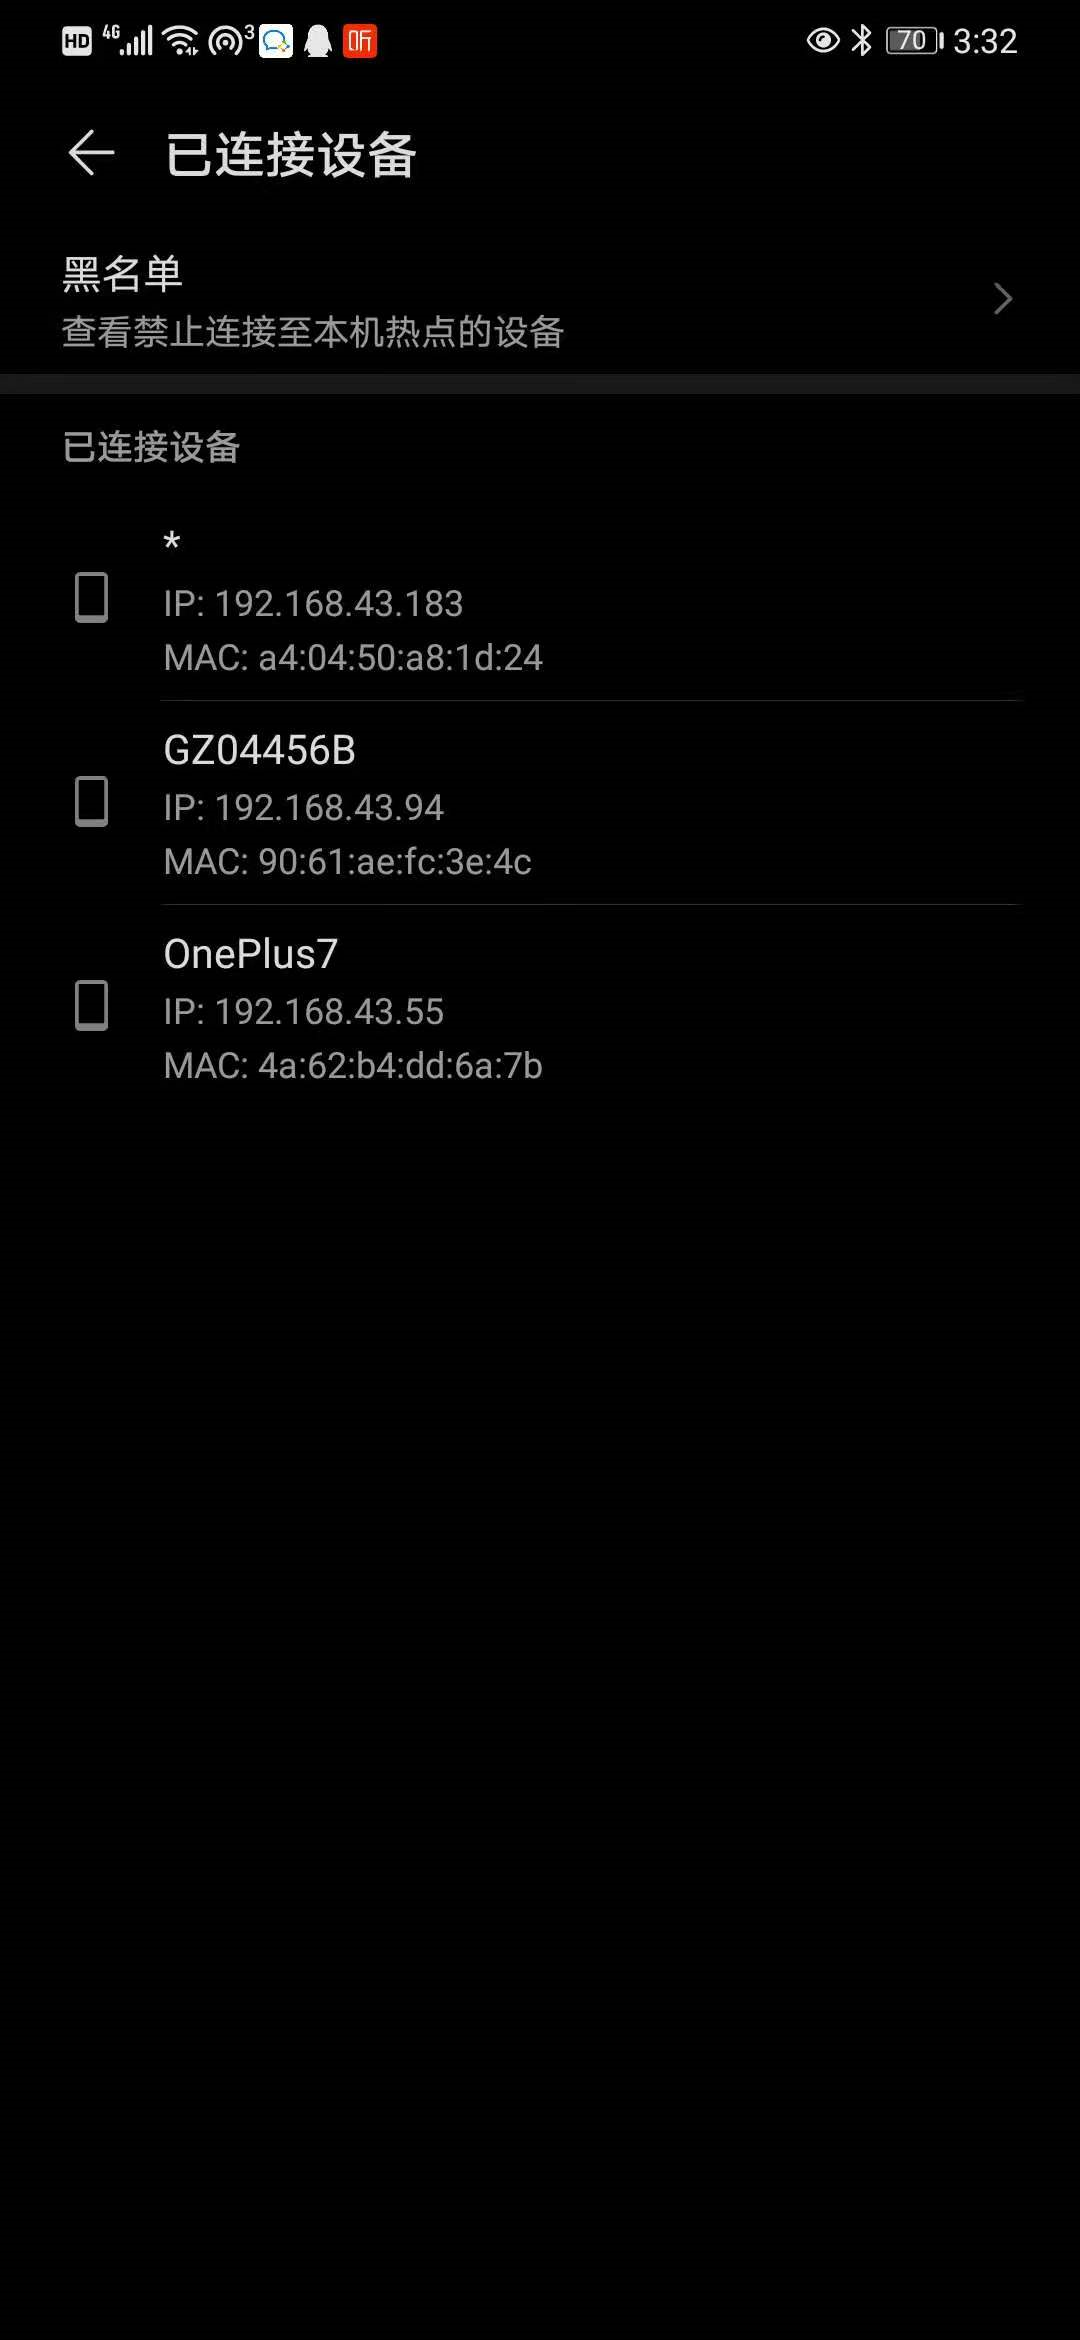 HD 4G 3 听 70 3:32
已连接设备
黑名单
查看禁止连接至本机热点的设备
已连接设备
*
IP: 192.168.43.183
MAC: a4:04:50:a8:1d:24
GZ04456B
IP: 192.168.43.94
MAC: 90:61:ae:fc:3e:4c
OnePlus7
IP: 192.168.43.55
MAC: 4a:62:b4:dd:6a:7b